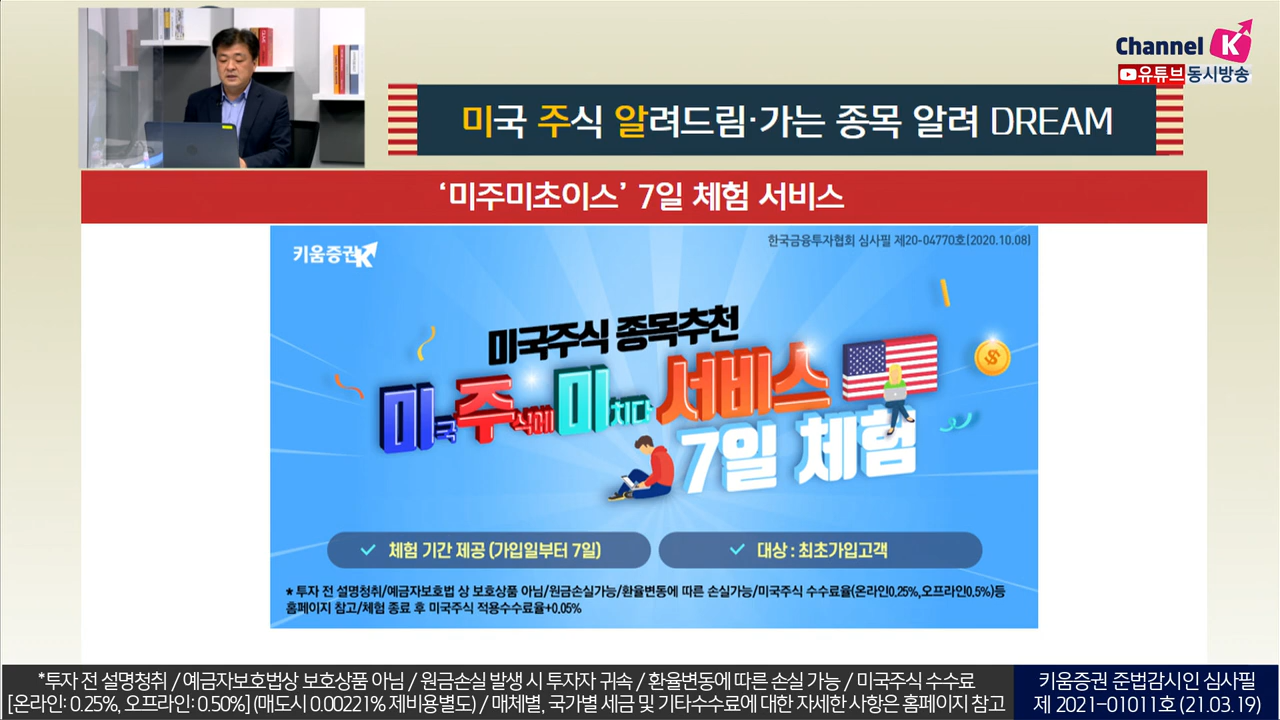 Channel K
유튜브 동시방송
미국 주식 알려드림·가는 종목 알려 DREAM
‘미주미초이스’ 7일 체험 서비스
키움증권K
한국금융투자협회 심사필 제20-04770호(2020.10.08)
미국주식 종목추천
미국주식에미치다 서비스
7일 체험
체험 기간 제공 (가입일부터 7일)
대상 : 최초가입고객
* 투자 전 설명청취/예금자보호법 상 보호상품 아님/원금손실가능/환율변동에 따른 손실가능/미국주식 수수료율(온라인0.25%,오프라인0.5%)등
홈페이지 참고/체험 종료 후 미국주식 적용수수료율+0.05%
*투자 전 설명청취 / 예금자보호법상 보호상품 아님 / 원금손실 발생 시 투자자 귀속 / 환율변동에 따른 손실 가능 / 미국주식 수수료
[온라인: 0.25%, 오프라인: 0.50%] (매도시 0.00221% 제비용별도) / 매체별, 국가별 세금 및 기타수수료에 대한 자세한 사항은 홈페이지 참고
키움증권 준법감시인 심사필
제 2021-01011호 (21.03.19)